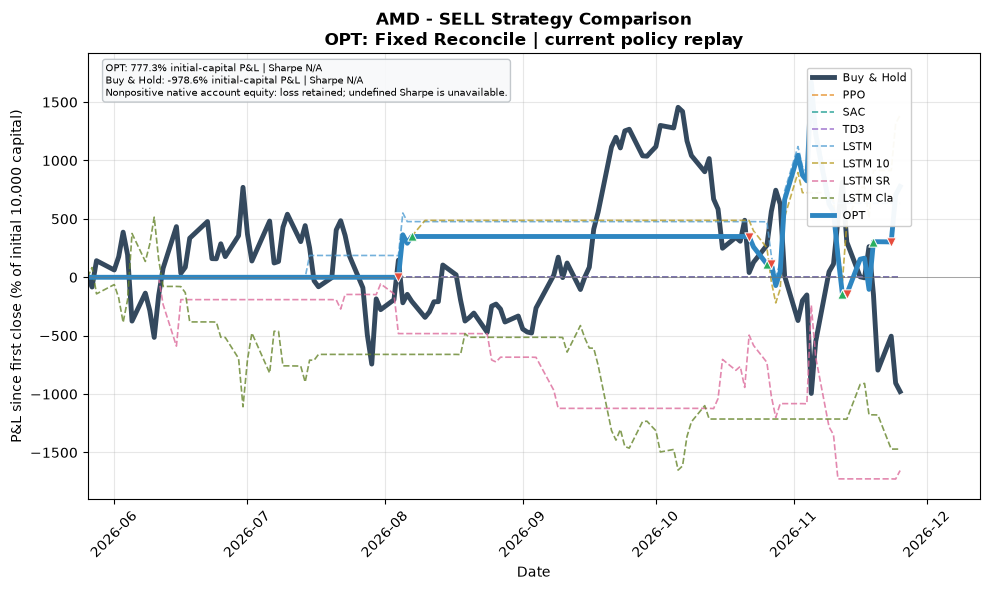 AMD - SELL Strategy Comparison
OPT: Fixed Reconcile | current policy replay
OPT: 777.3% initial-capital P&L | Sharpe N/A
Buy & Hold: -978.6% initial-capital P&L | Sharpe N/A
Nonpositive native account equity: loss retained; undefined Sharpe is unavailable.
Buy & Hold
PPO
SAC
TD3
LSTM
LSTM 10
LSTM SR
LSTM Cla
OPT
P&L since first close (% of initial 10,000 capital)
1500
1000
500
0
−500
−1000
−1500
2026-06
2026-07
2026-08
2026-09
2026-10
2026-11
2026-12
Date